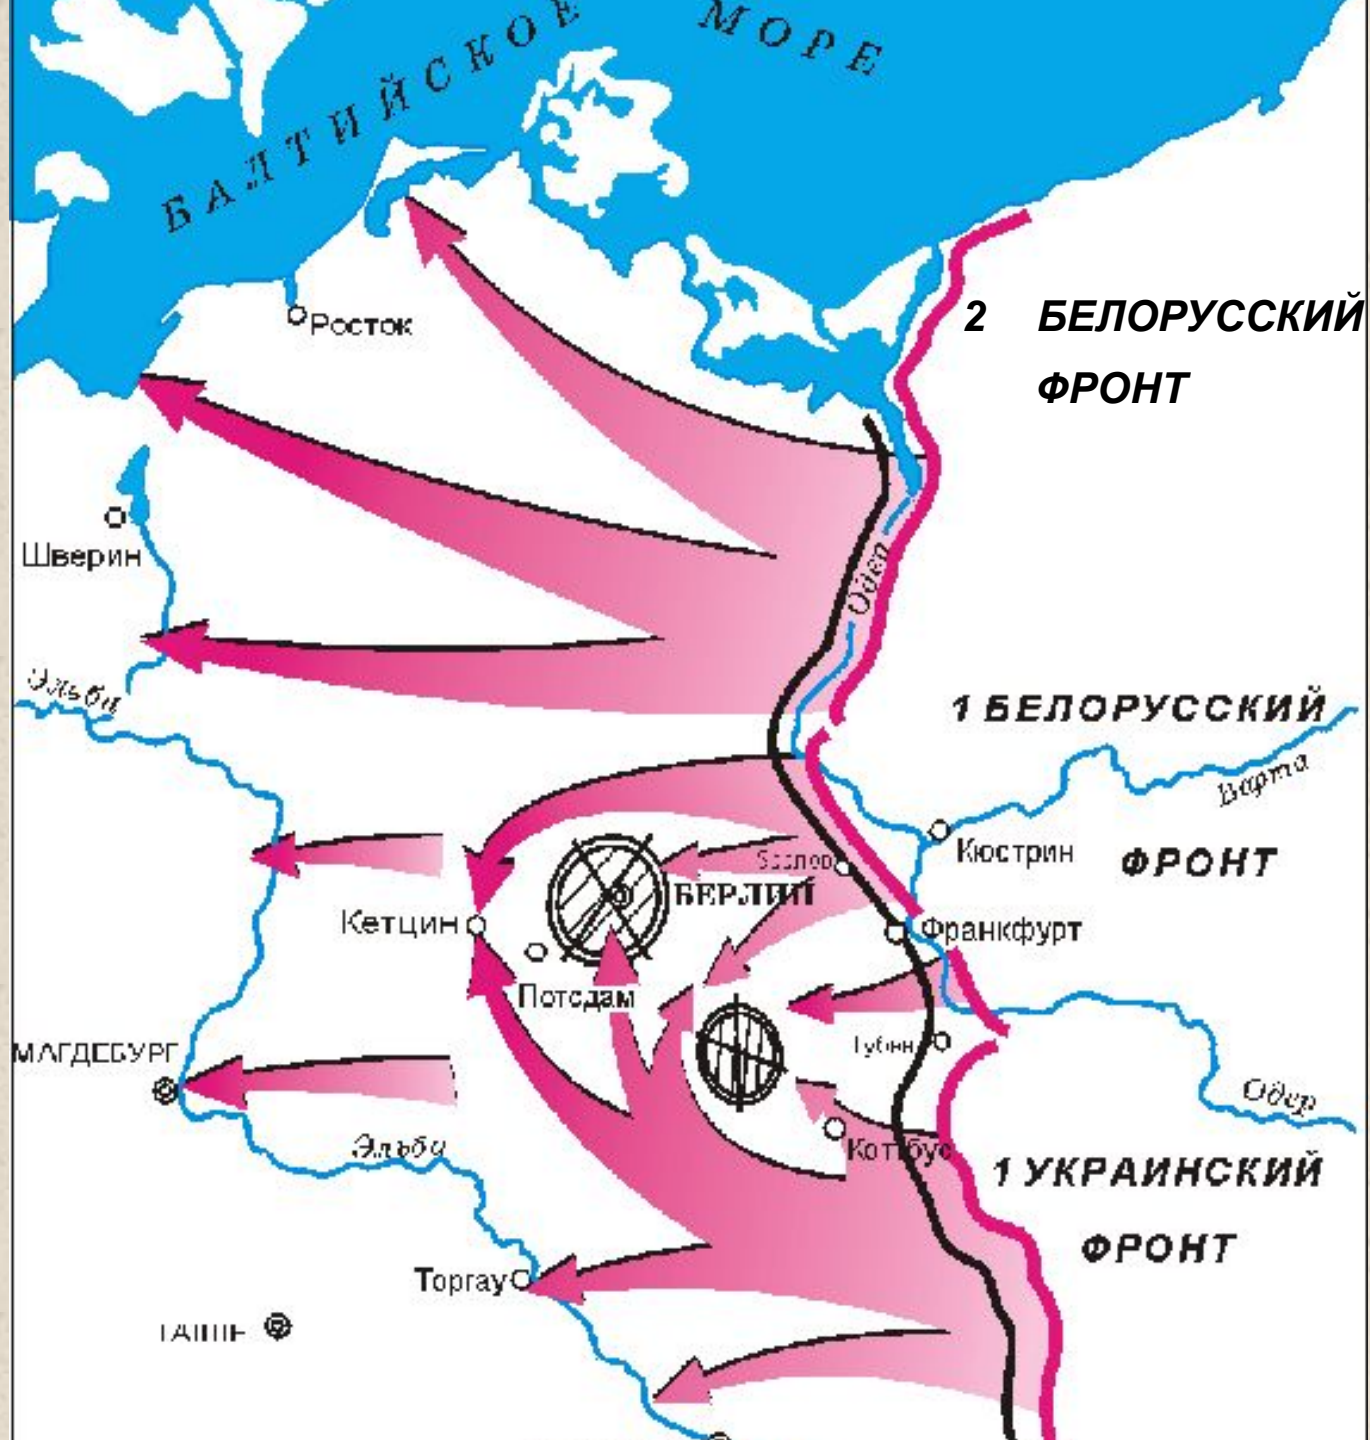 БАЛТИЙСКОЕ МОРЕ
Росток
2 БЕЛОРУССКИЙ
ФРОНТ
Шверин
Одер
Эльба
1 БЕЛОРУССКИЙ
Варта
Кюстрин
ФРОНТ
БЕРЛИН
Кетцин
Франкфурт
Потсдам
МАГДЕБУРГ
Губен
Одер
Эльба
Коттбус
1 УКРАИНСКИЙ
ФРОНТ
Торгау